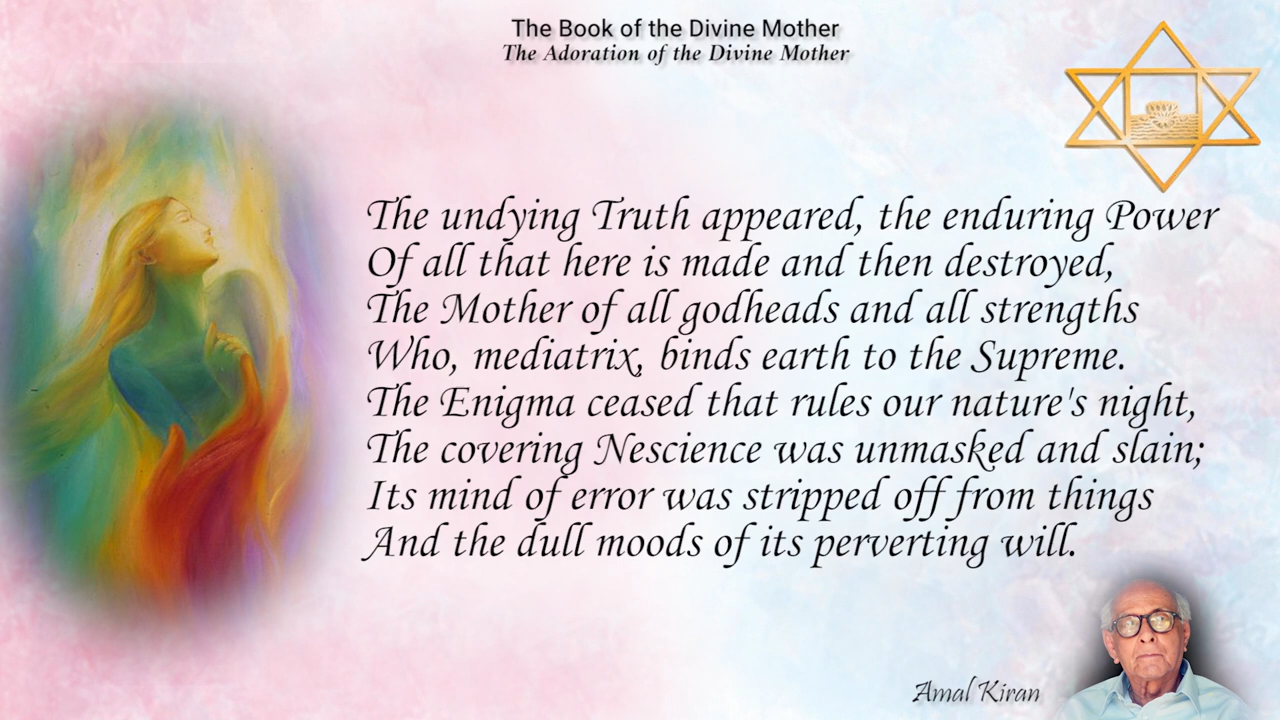 The Book of the Divine Mother
The Adoration of the Divine Mother
The undying Truth appeared, the enduring Power
Of all that here is made and then destroyed,
The Mother of all godheads and all strengths
Who, mediatrix, binds earth to the Supreme.
The Enigma ceased that rules our nature's night,
The covering Nescience was unmasked and slain;
Its mind of error was stripped off from things
And the dull moods of its perverting will.
Amal Kiran